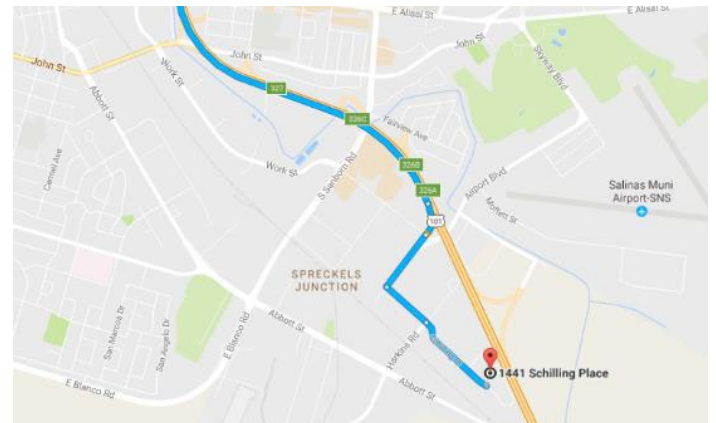 E Alisal St
E Alisal St
John St
John St
John St
Work St
Skyway Blvd
Abbott St
327
326C
Fairview Ave
Carmel Ave
Work St
S Sanborn Rd
326B
326A
Airport Blvd
Salinas Muni
Airport-SNS
Moffett St
101
SPRECKELS
JUNCTION
San Marcos Dr
San Angelo Dr
E Blanco Rd
Abbott St
Harkins Rd
1441 Schilling Place
E Blanco Rd
Abbott St